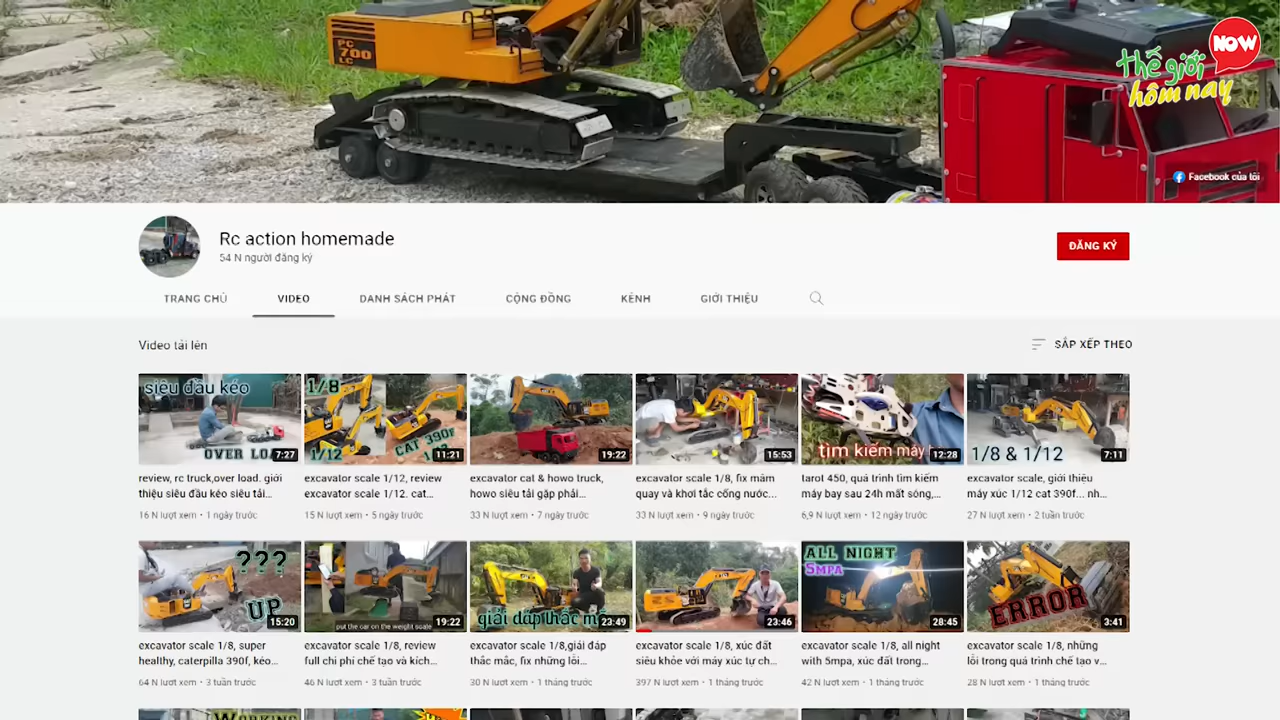 PC
700
LC
NOW
thế giới
hôm nay
Facebook của tôi
Rc action homemade
54 N người đăng ký
ĐĂNG KÝ
TRANG CHỦ
VIDEO
DANH SÁCH PHÁT
CỘNG ĐỒNG
KÊNH
GIỚI THIỆU
Video tải lên
SẮP XẾP THEO
siêu đầu kéo
OVER
7:27
1/8
1/12
CAT 390F
11:21
19:22
15:53
tìm kiếm máy
12:28
1/8 & 1/12
7:11
review, rc truck,over load. giới
thiệu siêu đầu kéo siêu tải...
16 N lượt xem • 1 ngày trước
excavator scale 1/12, review
excavator scale 1/12. cat...
15 N lượt xem • 5 ngày trước
excavator cat & howo truck,
howo siêu tải gặp phải...
33 N lượt xem • 7 ngày trước
excavator scale 1/8, fix mâm
quay và khơi tắc cống nước...
33 N lượt xem • 9 ngày trước
tarot 450, quá trình tìm kiếm
máy bay sau 24h mất sóng,...
6,9 N lượt xem • 12 ngày trước
excavator scale, giới thiệu
máy xúc 1/12 cat 390f... nh...
27 N lượt xem • 2 tuần trước
???
UP
15:20
put the car on the weight scale
19:22
giải đáp thắc
23:49
23:46
ALL NIGHT
5MPA
28:45
ERROR
3:41
excavator scale 1/8, super
healthy, caterpilla 390f, kéo...
64 N lượt xem • 3 tuần trước
excavator scale 1/8, review
full chi phí chế tạo và kích...
46 N lượt xem • 3 tuần trước
excavator scale 1/8,giải đáp
thắc mắc, fix những lỗi...
30 N lượt xem • 1 tháng trước
excavator scale 1/8, xúc đất
siêu khỏe với máy xúc tự ch...
397 N lượt xem • 1 tháng trước
excavator scale 1/8, all night
with 5mpa, xúc đất trong...
42 N lượt xem • 1 tháng trước
excavator scale 1/8, những
lỗi trong quá trình chế tạo v...
28 N lượt xem • 1 tháng trước
WORKING